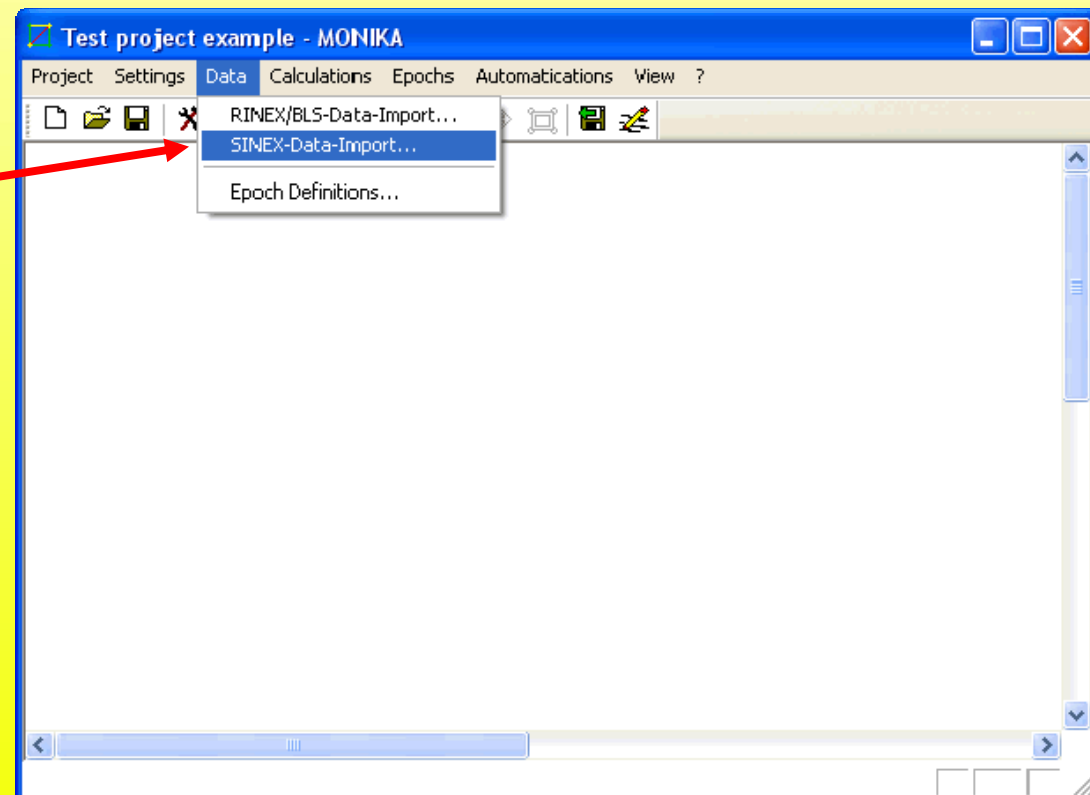 Test project example - MONIKA
Project Settings Data Calculations Epochs Automatications View ?
RINEX/BLS-Data-Import...
SINEX-Data-Import...
Epoch Definitions...